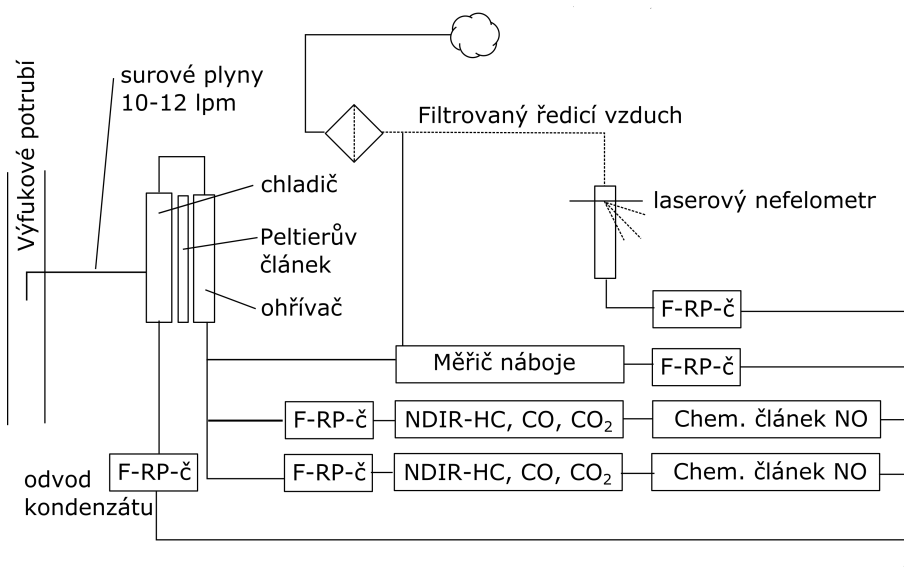 Výfukové potrubí
surové plyny
10-12 lpm
Filtrovaný ředicí vzduch
chladič
laserový nefelometr
Peltierův
článek
ohřívač
F-RP-č
Měřič náboje
F-RP-č
F-RP-č
NDIR-HC, CO, CO₂
Chem. článek NO
F-RP-č
F-RP-č
NDIR-HC, CO, CO₂
Chem. článek NO
odvod
kondenzátu